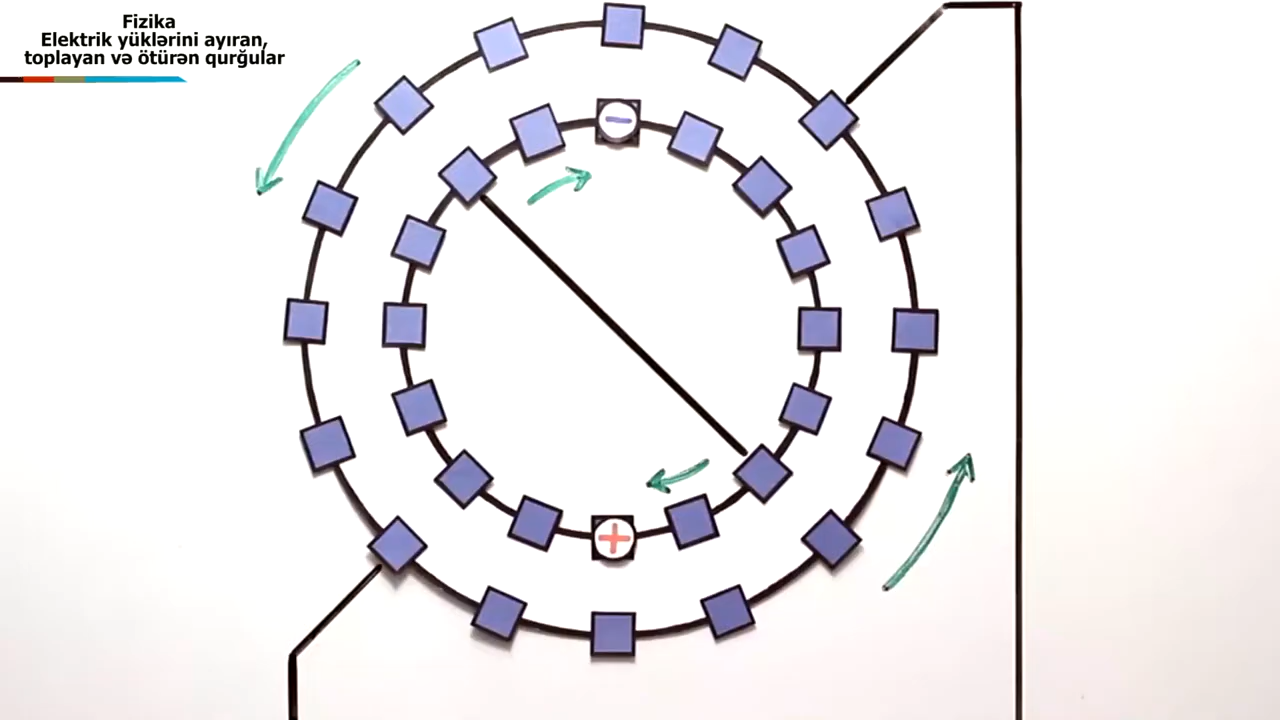 Fizika
Elektrik yüklərini ayıran,
toplayan və ötürən qurğular
−
+